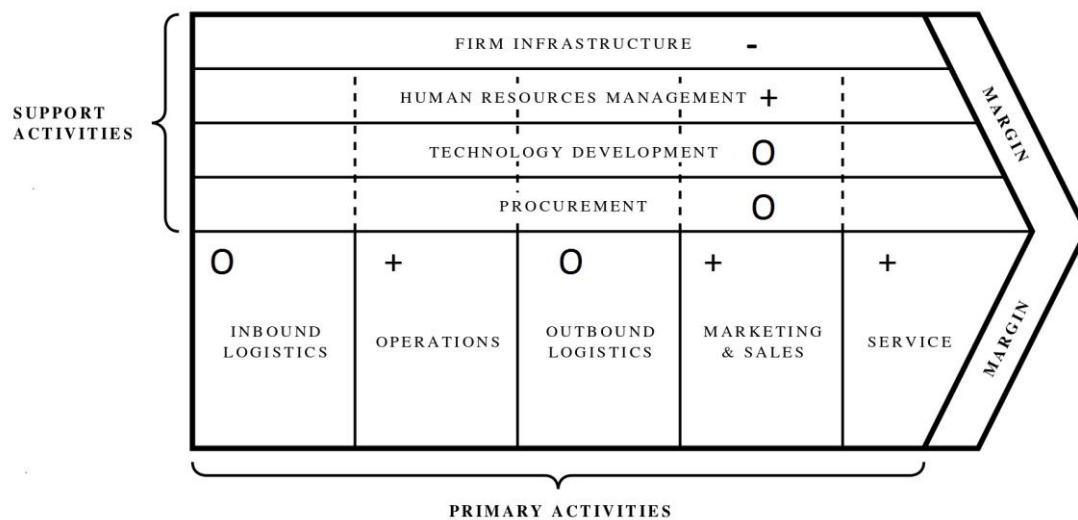 FIRM INFRASTRUCTURE -
HUMAN RESOURCES MANAGEMENT +
SUPPORT
ACTIVITIES
TECHNOLOGY DEVELOPMENT O
PROCUREMENT O
MARGIN
O + O + +
INBOUND
LOGISTICS
OPERATIONS
OUTBOUND
LOGISTICS
MARKETING
& SALES
SERVICE
MARGIN
PRIMARY ACTIVITIES